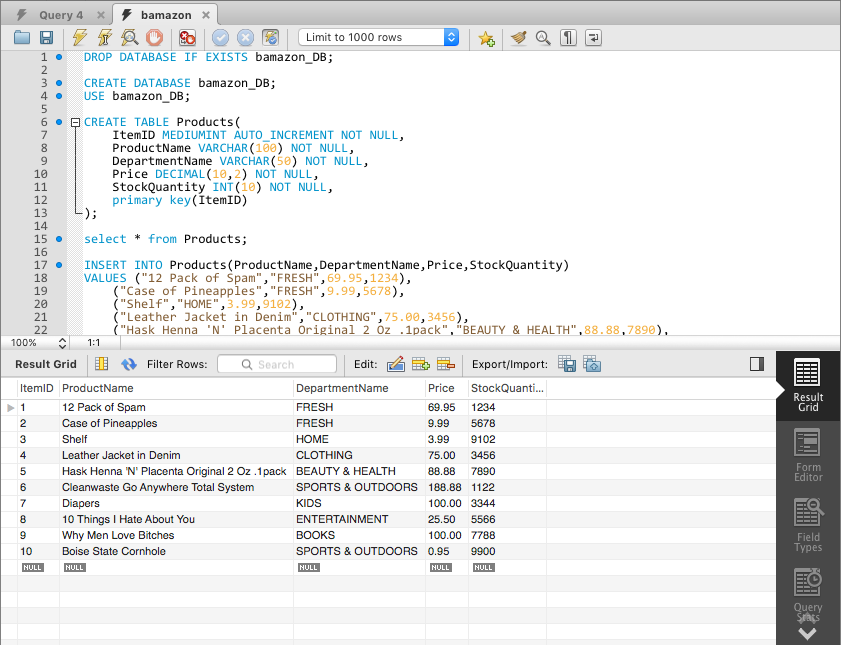 Query 4 bamazon
Limit to 1000 rows
1 DROP DATABASE IF EXISTS bamazon_DB;
2
3 CREATE DATABASE bamazon_DB;
4 USE bamazon_DB;
5
6 CREATE TABLE Products(
7 ItemID MEDIUMINT AUTO_INCREMENT NOT NULL,
8 ProductName VARCHAR(100) NOT NULL,
9 DepartmentName VARCHAR(50) NOT NULL,
10 Price DECIMAL(10,2) NOT NULL,
11 StockQuantity INT(10) NOT NULL,
12 primary key(ItemID)
13 );
14
15 select * from Products;
16
17 INSERT INTO Products(ProductName,DepartmentName,Price,StockQuantity)
18 VALUES ("12 Pack of Spam","FRESH",69.95,1234),
19 ("Case of Pineapples","FRESH",9.99,5678),
20 ("Shelf","HOME",3.99,9102),
21 ("Leather Jacket in Denim","CLOTHING",75.00,3456),
22 ("Hask Henna 'N' Placenta Original 2 Oz .1pack","BEAUTY & HEALTH",88.88,7890),
100% 1:1
Result Grid Filter Rows: Search Edit: Export/Import:
ItemID ProductName DepartmentName Price StockQuanti...
1 12 Pack of Spam FRESH 69.95 1234
2 Case of Pineapples FRESH 9.99 5678
3 Shelf HOME 3.99 9102
4 Leather Jacket in Denim CLOTHING 75.00 3456
5 Hask Henna 'N' Placenta Original 2 Oz .1pack BEAUTY & HEALTH 88.88 7890
6 Cleanwaste Go Anywhere Total System SPORTS & OUTDOORS 188.88 1122
7 Diapers KIDS 100.00 3344
8 10 Things I Hate About You ENTERTAINMENT 25.50 5566
9 Why Men Love Bitches BOOKS 100.00 7788
10 Boise State Cornhole SPORTS & OUTDOORS 0.95 9900
NULL NULL NULL NULL NULL
Result
Grid
Form
Editor
Field
Types
Query
Stats